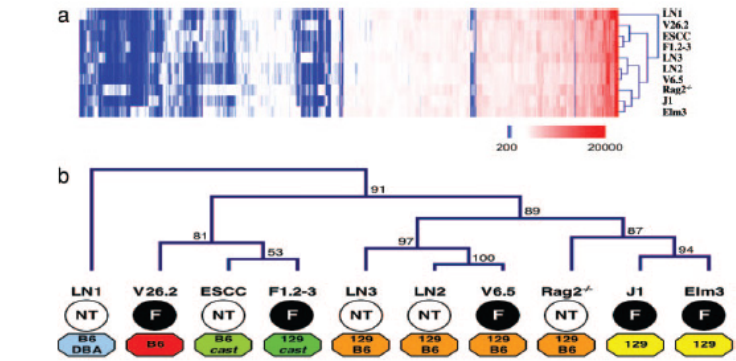 a
LN1
V26.2
ESCC
F1.2-3
LN3
LN2
V6.5
Rag2-/-
J1
Elm3
200 20000
b
91
89
81
87
97
53
94
100
LN1 V26.2 ESCC F1.2-3 LN3 LN2 V6.5 Rag2-/- J1 Elm3
NT F NT F NT NT F NT F F
B6 DBA
B6
B6 cast
129 cast
129 B6
129 B6
129 B6
129 B6
129
129